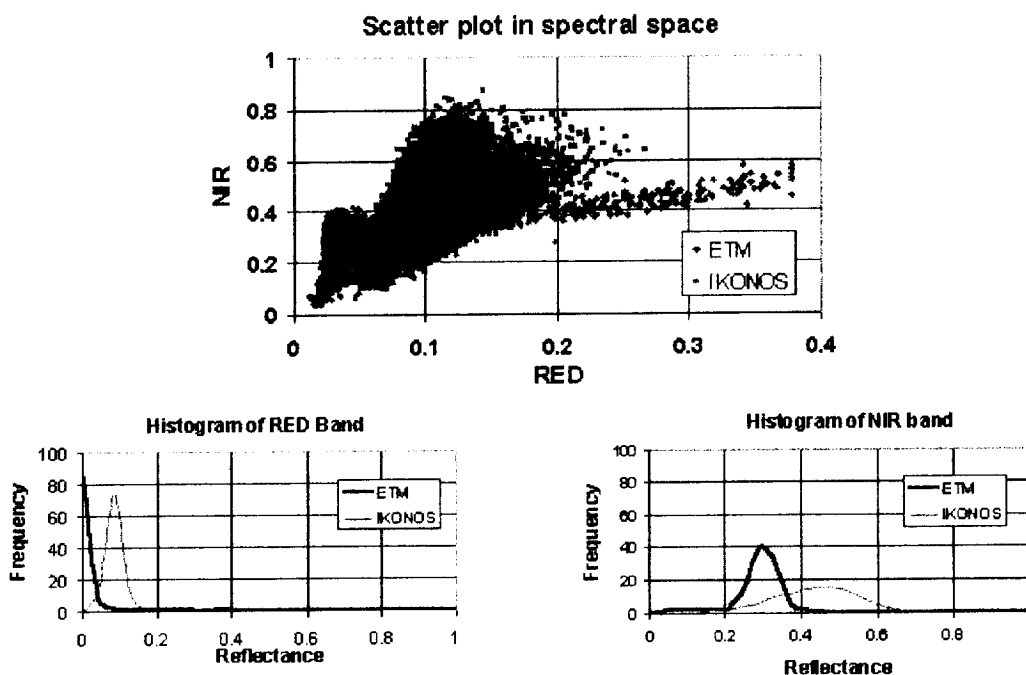 Scatter plot in spectral space
1
0.8
0.6
0.4
0.2
0
NIR
ETM
IKONOS
0 0.1 0.2 0.3 0.4
RED
Histogram of RED Band
100
80
60
40
20
0
Frequency
ETM
IKONOS
0 0.2 0.4 0.6 0.8 1
Reflectance
Histogram of NIR band
100
80
60
40
20
0
Frequency
ETM
IKONOS
0 0.2 0.4 0.6 0.8
Reflectance